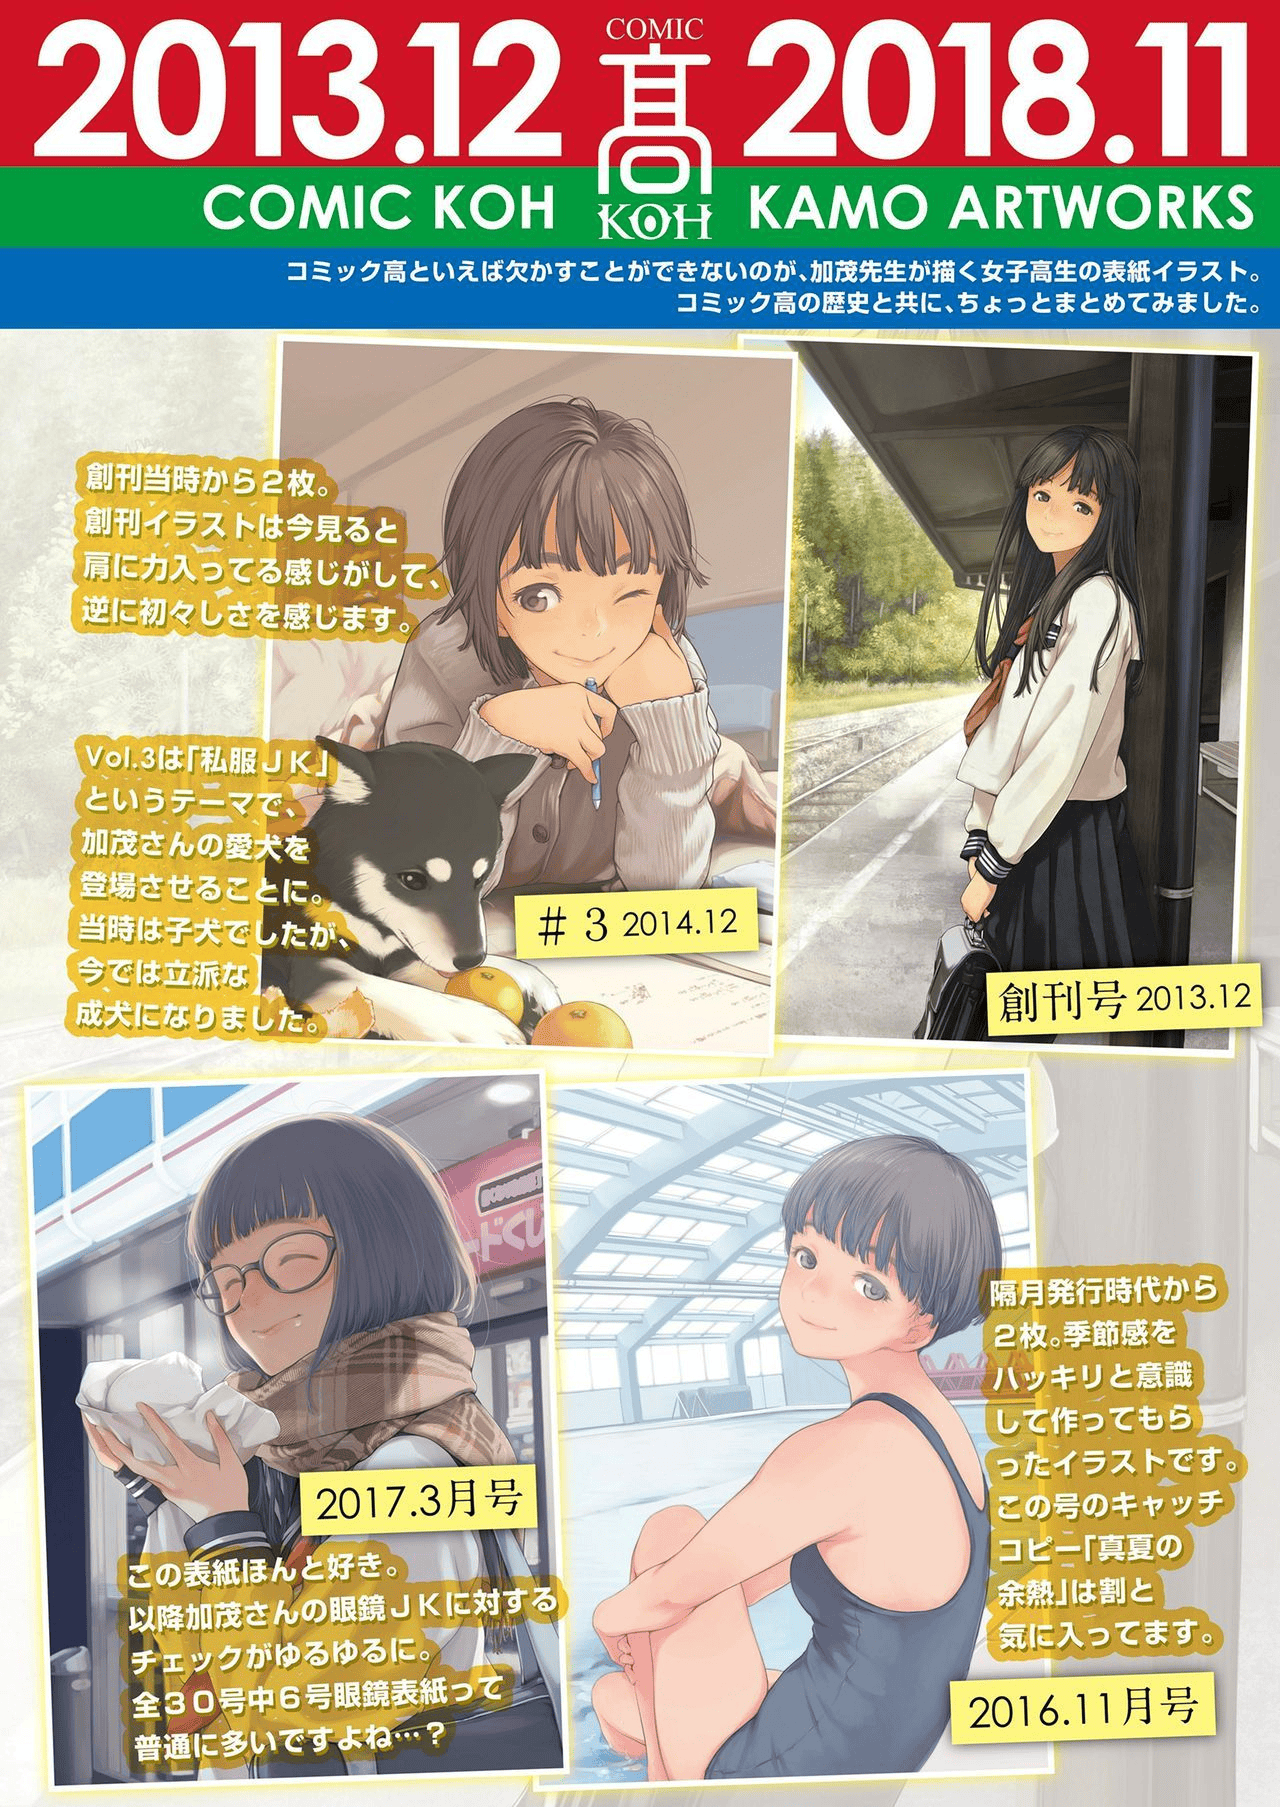 2013.12
COMIC
高
KOH
2018.11
COMIC KOH
KAMO ARTWORKS
コミック高といえば欠かすことができないのが、加茂先生が描く女子高生の表紙イラスト。
コミック高の歴史と共に、ちょっとまとめてみました。
創刊当時から２枚。
創刊イラストは今見ると
肩に力入ってる感じがして、
逆に初々しさを感じます。
Vol.3は「私服ＪＫ」
というテーマで、
加茂さんの愛犬を
登場させることに。
当時は子犬でしたが、
今では立派な
成犬になりました。
＃３ 2014.12
創刊号 2013.12
ードくじ
2017.3月号
この表紙ほんと好き。
以降加茂さんの眼鏡ＪＫに対する
チェックがゆるゆるに。
全３０号中６号眼鏡表紙って
普通に多いですよね…？
隔月発行時代から
２枚。季節感を
ハッキリと意識
して作ってもら
ったイラストです。
この号のキャッチ
コピー「真夏の
余熱」は割と
気に入ってます。
2016.11月号